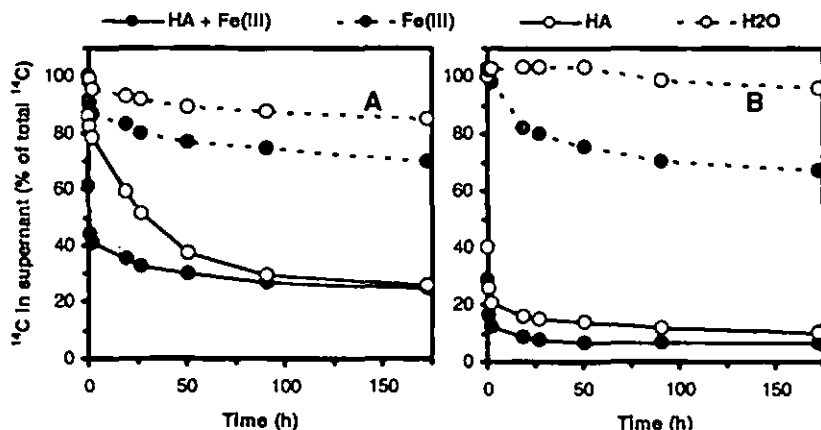 HA + Fe(III) Fe(III) HA H2O
¹⁴C in supernant (% of total ¹⁴C)
100
80
60
40
20
0
A
0 50 100 150
Time (h)
100
80
60
40
20
0
B
0 50 100 150
Time (h)